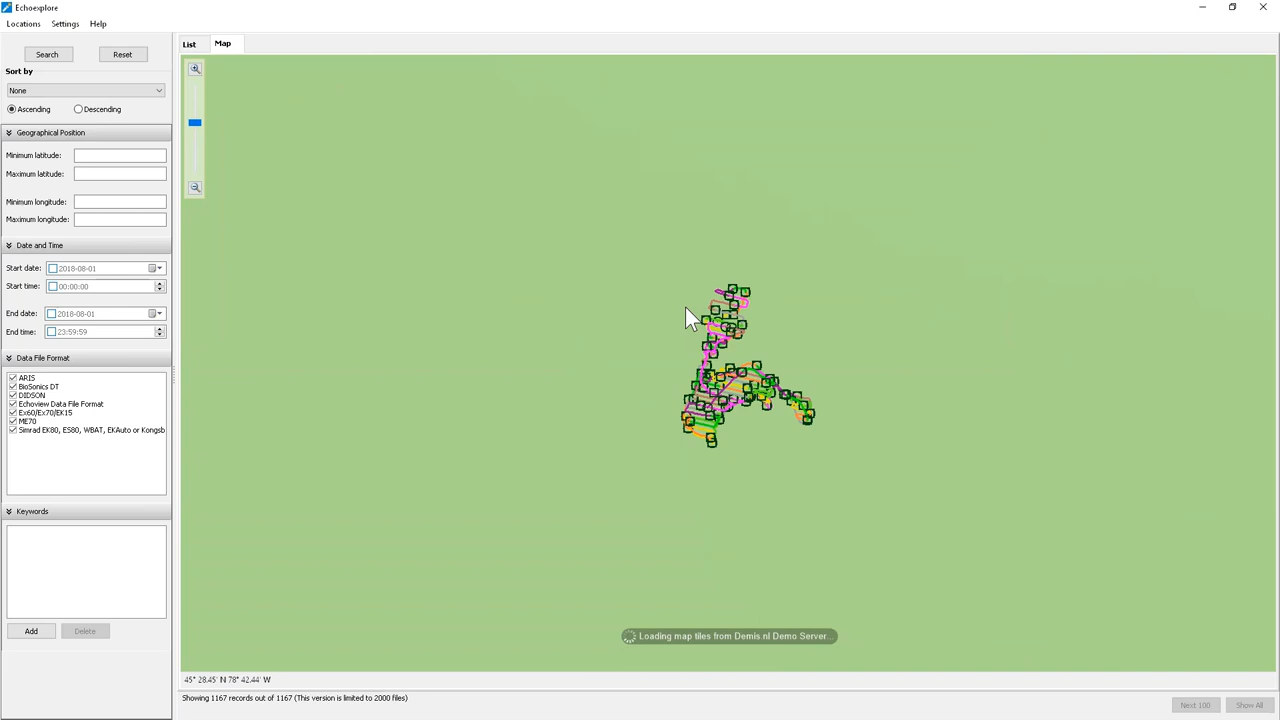 Echoexplore
Locations Settings Help
Search Reset
Sort by
None
Ascending Descending
Geographical Position
Minimum latitude:
Maximum latitude:
Minimum longitude:
Maximum longitude:
Date and Time
Start date: 2018-08-01
Start time: 00:00:00
End date: 2018-08-01
End time: 23:59:59
Data File Format
ARIS
BioSonics DT
DIDSON
Echoview Data File Format
Ex60/Ex70/EK15
ME70
Simrad EK80, ES80, WBAT, EKAuto or Kongsb
Keywords
Add Delete
List Map
Loading map tiles from Demis.nl Demo Server...
45° 28.45' N 78° 42.44' W
Showing 1167 records out of 1167 (This version is limited to 2000 files)
Next 100 Show All